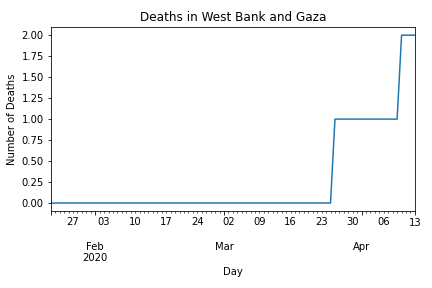 Deaths in West Bank and Gaza
2.00
1.75
1.50
1.25
1.00
0.75
0.50
0.25
0.00
Number of Deaths
27 03 10 17 24 02 09 16 23 30 06 13
Feb Mar Apr
2020
Day